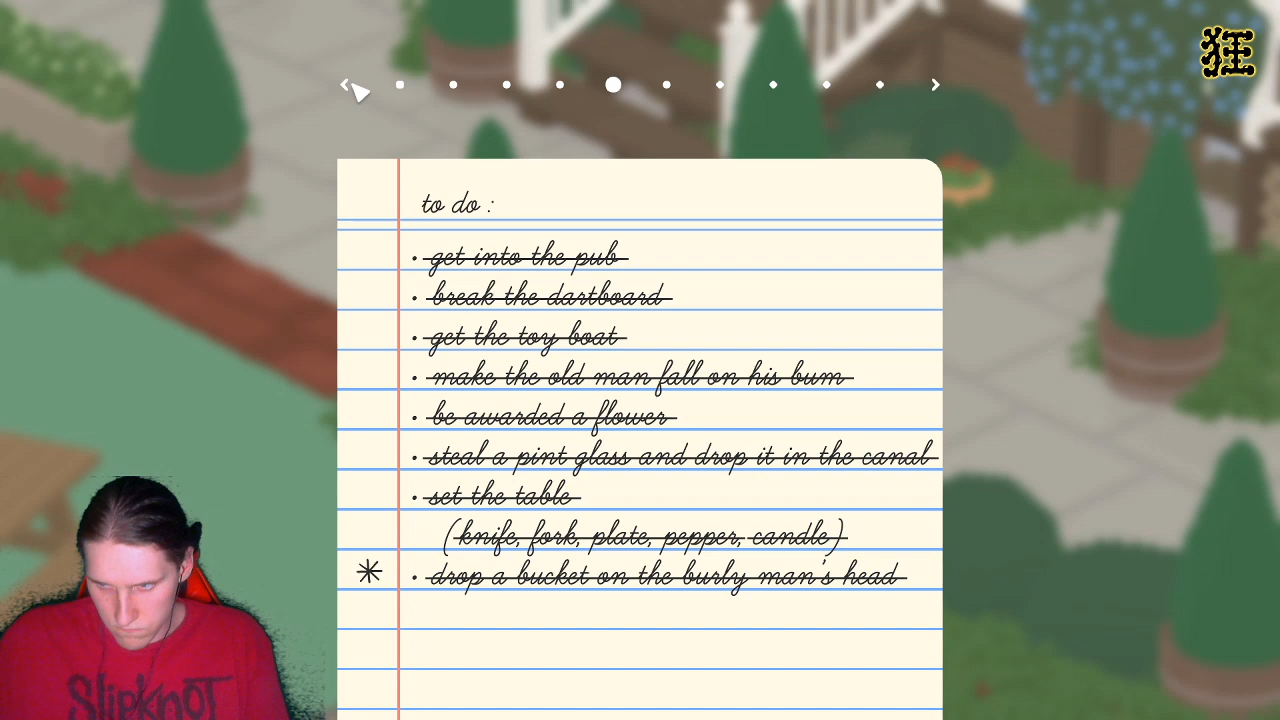 狂
to do :
• get into the pub
• break the dartboard
• get the toy boat
• make the old man fall on his bum
• be awarded a flower
• steal a pint glass and drop it in the canal
• set the table
(knife, fork, plate, pepper, candle)
• drop a bucket on the burly man's head
SlipknoT